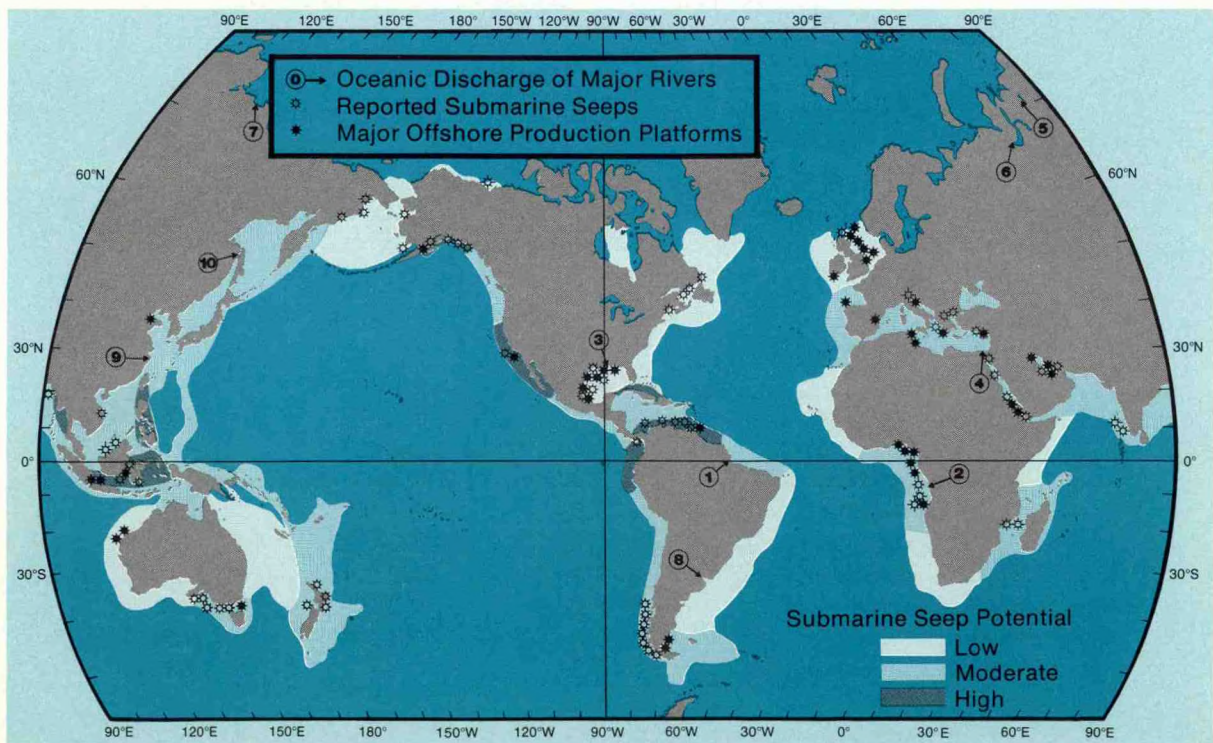 90°E 120°E 150°E 180° 150°W 120°W 90°W 60°W 30°W 0° 30°E 60°E 90°E
0 Oceanic Discharge of Major Rivers
Reported Submarine Seeps
Major Offshore Production Platforms
7
5
6
60°N
60°N
10
3
9
30°N
30°N
4
0°
0°
1
2
8
30°S
30°S
Submarine Seep Potential
Low
Moderate
High
90°E 120°E 150°E 180° 150°W 120°W 90°W 60°W 30°W 0° 30°E 60°E 90°E